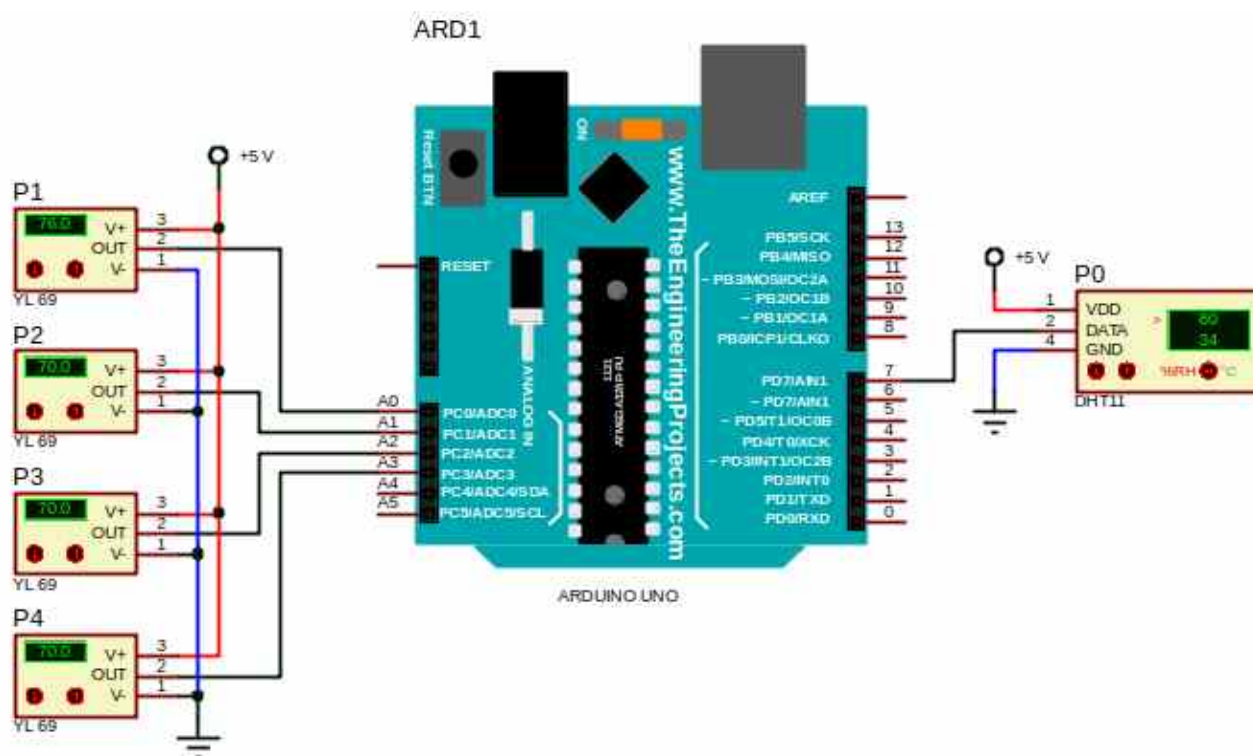 ARD1
+5 V
P1
76.0
V+ 3
OUT 2
V- 1
YL 69
P2
70.0
V+ 3
OUT 2
V- 1
YL 69
P3
70.0
V+ 3
OUT 2
V- 1
YL 69
P4
70.0
V+ 3
OUT 2
V- 1
YL 69
Reset BTN
ON
www.TheEngineeringProjects.com
RESET
ANALOG IN
A0 PC0/ADC0
A1 PC1/ADC1
A2 PC2/ADC2
A3 PC3/ADC3
A4 PC4/ADC4/SDA
A5 PC5/ADC5/SCL
1121
AREF
PB5/SCK 13
PB4/MISO 12
~ PB3/MOSI/OC2A 11
~ PB2/OC1B 10
~ PB1/OC1A 9
PB0/ICP1/CLKO 8
PD7/AIN1 7
~ PD7/AIN1 6
~ PD5/T1/OC0B 5
PD4/T0/XCK 4
~ PD3/INT1/OC2B 3
PD2/INT0 2
PD1/TXD 1
PD0/RXD 0
ARDUINO UNO
+5 V
P0
1 VDD
2 DATA
4 GND
>
34
%RH
°C
DHT11